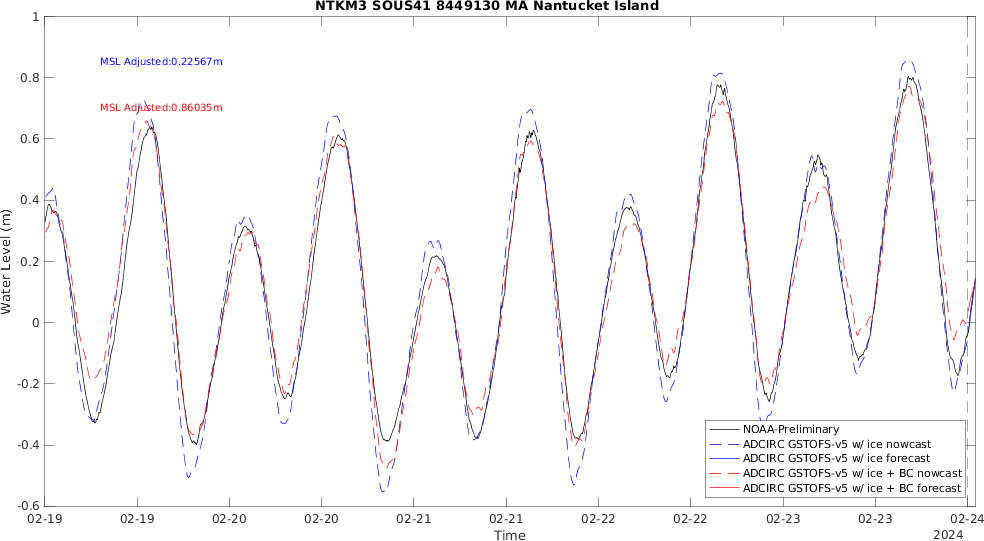 NTKM3 SOUS41 8449130 MA Nantucket Island
1
0.8
0.6
0.4
0.2
0
-0.2
-0.4
-0.6
Water Level (m)
MSL Adjusted:0.22567m
MSL Adjusted:0.86035m
NOAA-Preliminary
ADCIRC GSTOFS-v5 w/ ice nowcast
ADCIRC GSTOFS-v5 w/ ice forecast
ADCIRC GSTOFS-v5 w/ ice + BC nowcast
ADCIRC GSTOFS-v5 w/ ice + BC forecast
02-19 02-19 02-20 02-20 02-21 02-21 02-22 02-22 02-23 02-23 02-24
Time
2024